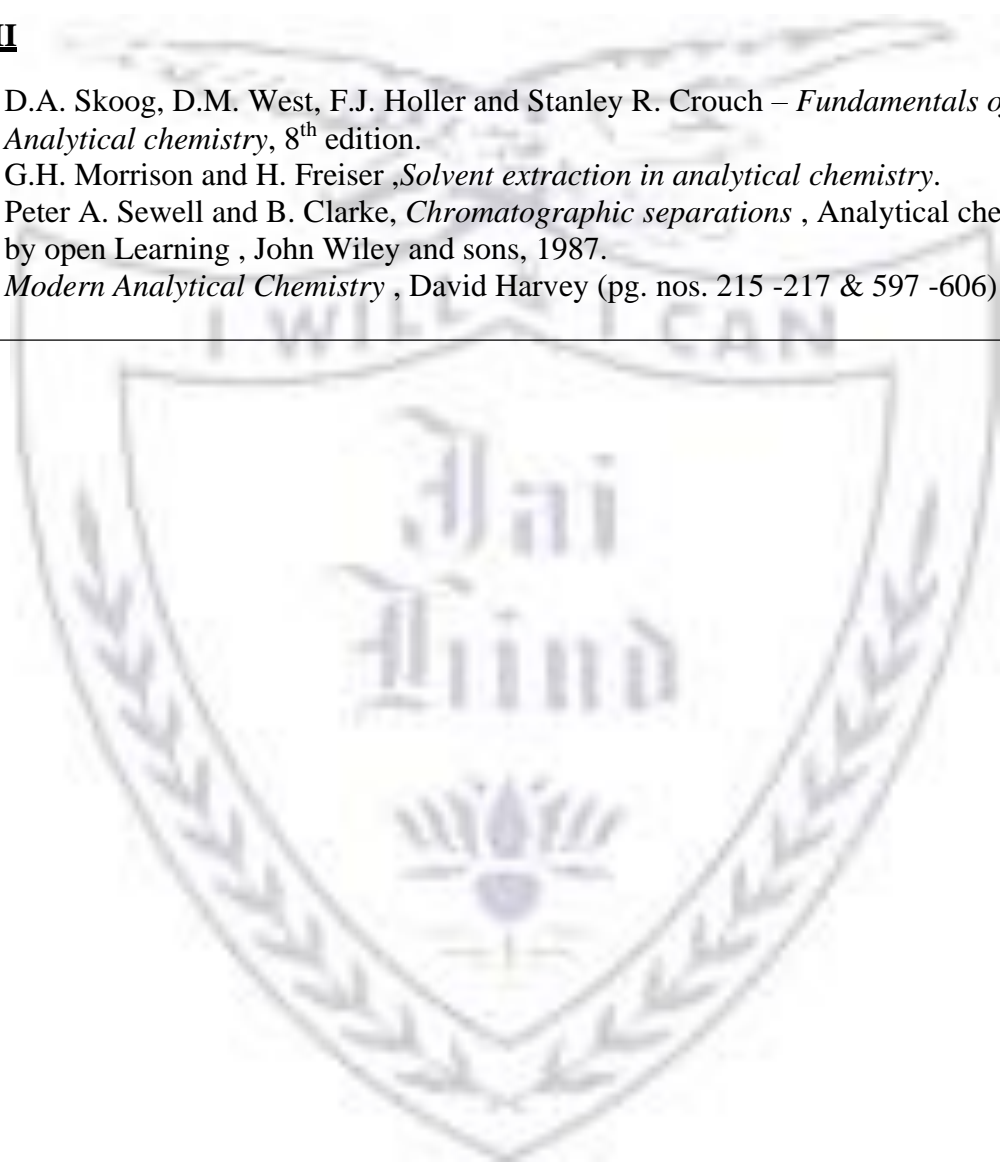 II
D.A. Skoog, D.M. West, F.J. Holler and Stanley R. Crouch – Fundamentals of
Analytical chemistry, 8th edition.
G.H. Morrison and H. Freiser ,Solvent extraction in analytical chemistry.
Peter A. Sewell and B. Clarke, Chromatographic separations , Analytical che
by open Learning , John Wiley and sons, 1987.
Modern Analytical Chemistry , David Harvey (pg. nos. 215 -217 & 597 -606)
I WILL I CAN
Jai
Hind